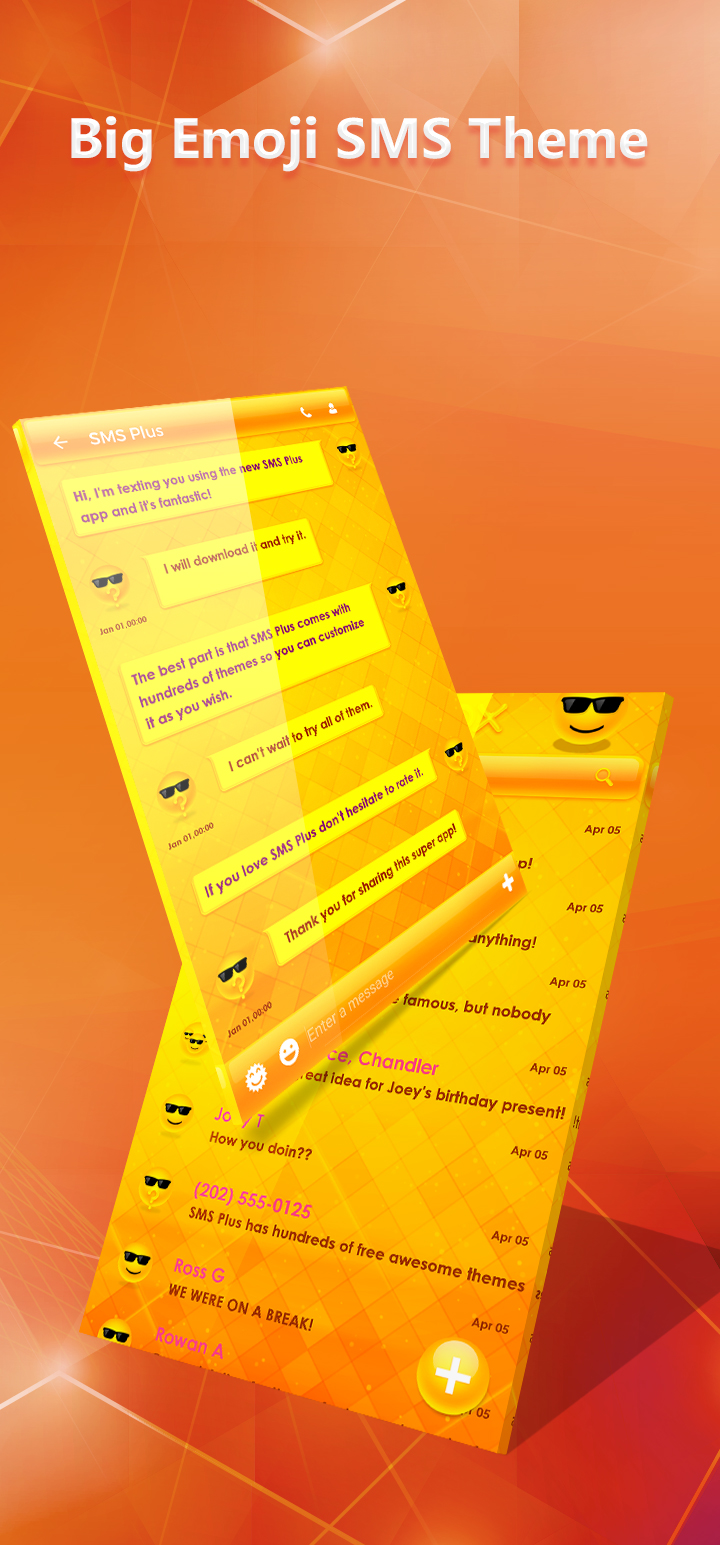 Big Emoji SMS Theme
SMS Plus
Hi, I'm texting you using the new SMS Plus
app and it's fantastic!
I will download it and try it.
Jan 01,00:00
The best part is that SMS Plus comes with
hundreds of themes so you can customize
it as you wish.
I can't wait to try all of them.
Jan 01,00:00
If you love SMS Plus don't hesitate to rate it.
Thank you for sharing this super app!
Jan 01,00:00
Enter a message
Apr 05
p!
Apr 05
anything!
Apr 05
famous, but nobody
ce, Chandler
Apr 05
eat idea for Joey's birthday present!
T
Apr 05
How you doin??
(202) 555-0125
Apr 05
SMS Plus has hundreds of free awesome themes
Ross G
Apr 05
WE WERE ON A BREAK!
Rowan A
05